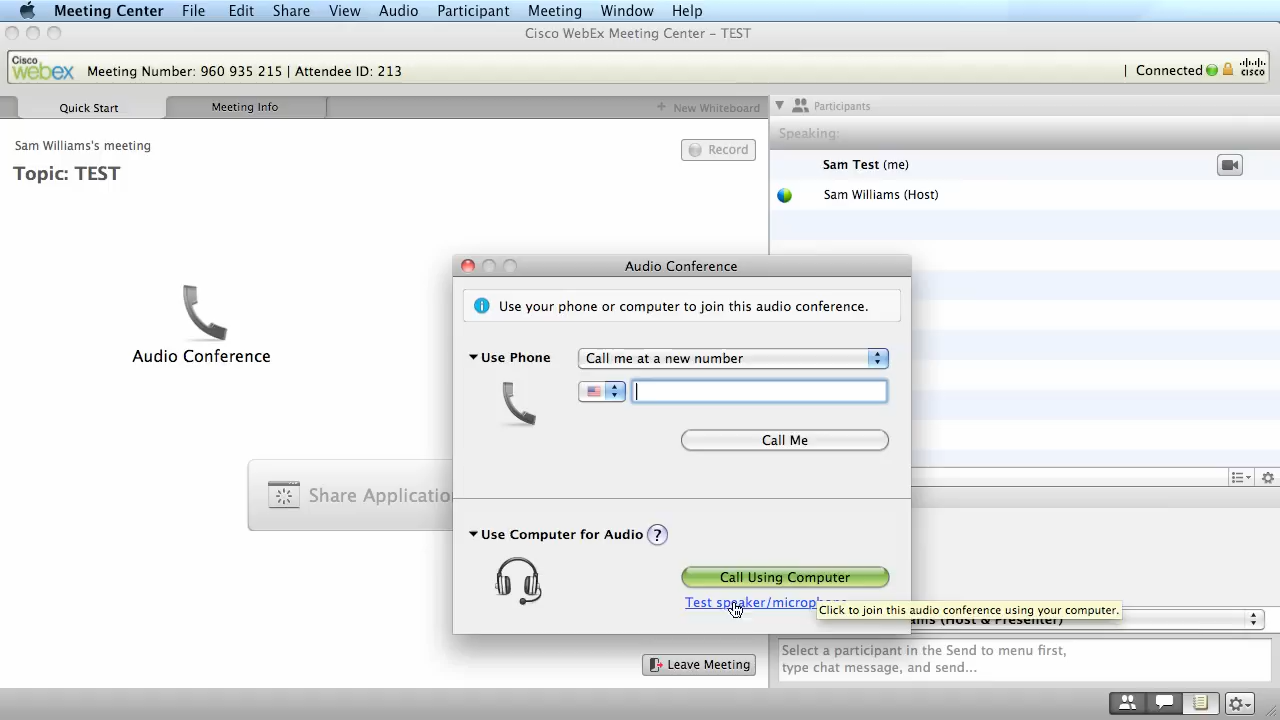 Meeting Center File Edit Share View Audio Participant Meeting Window Help
Cisco WebEx Meeting Center - TEST
Cisco webex Meeting Number: 960 935 215 | Attendee ID: 213 | Connected cisco
Quick Start Meeting Info + New Whiteboard Participants
Speaking:
Sam Williams's meeting
Record
Topic: TEST
Sam Test (me)
Sam Williams (Host)
Audio Conference
Audio Conference
Use your phone or computer to join this audio conference.
Use Phone Call me at a new number
Call Me
Share Applicatio
Use Computer for Audio ?
Call Using Computer
Test speaker/microphone
Click to join this audio conference using your computer.
(Host & Presenter)
Leave Meeting
Select a participant in the Send to menu first,
type chat message, and send...